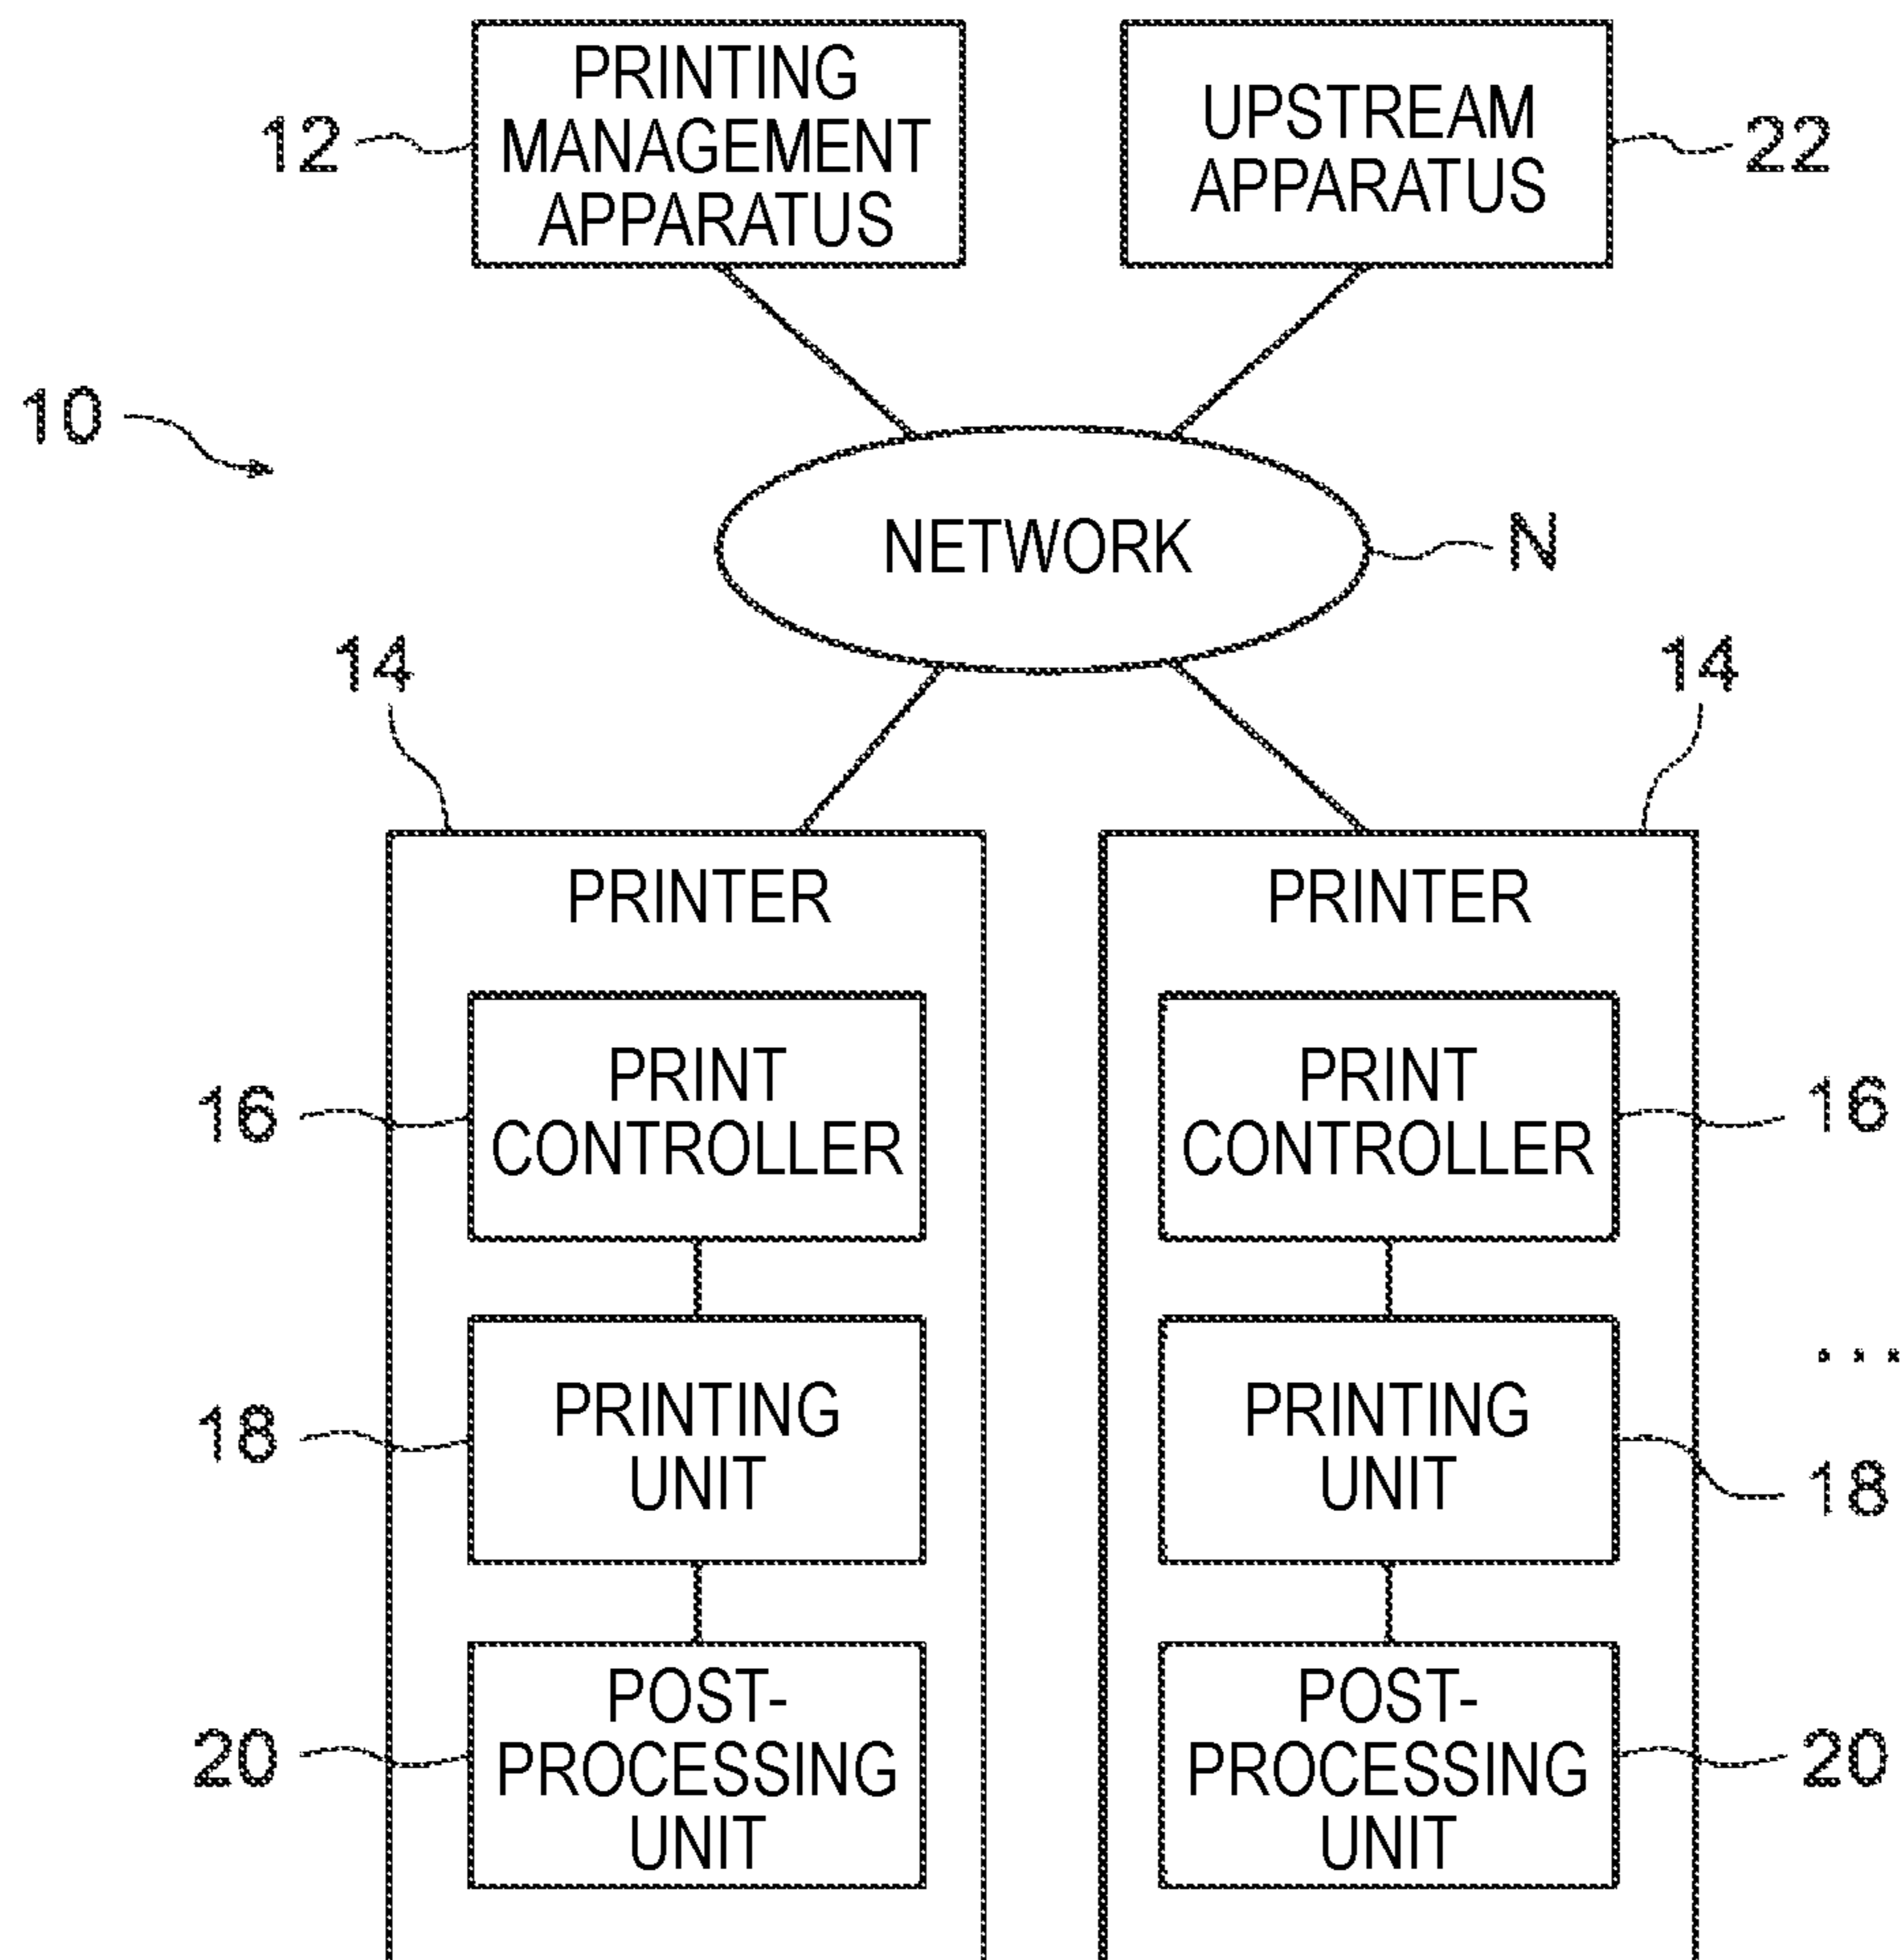 PRINTING
MANAGEMENT
APPARATUS
12
UPSTREAM
APPARATUS
22
10
NETWORK
N
14
14
PRINTER
PRINTER
16
PRINT
CONTROLLER
PRINT
CONTROLLER
16
18
PRINTING
UNIT
PRINTING
UNIT
...
18
20
POST-
PROCESSING
UNIT
POST-
PROCESSING
UNIT
20